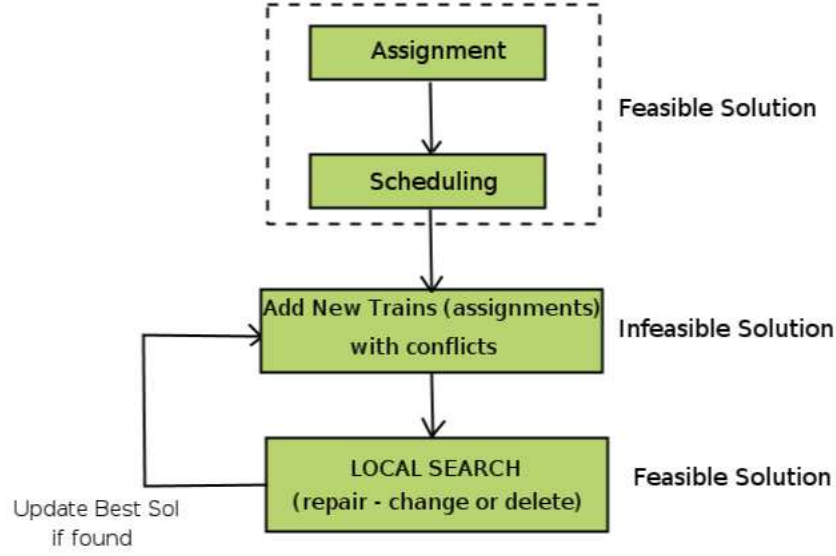 Assignment
Feasible Solution
Scheduling
Add New Trains (assignments)
with conflicts
Infeasible Solution
LOCAL SEARCH
(repair - change or delete)
Feasible Solution
Update Best Sol
if found